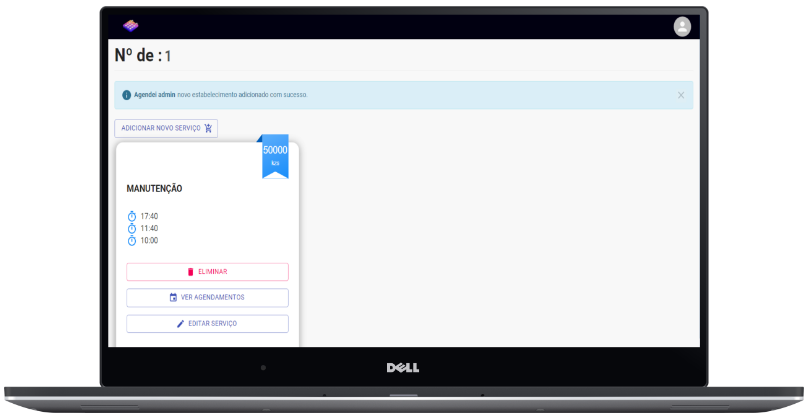 Nº de : 1
Agendei admin novo estabelecimento adicionado com sucesso.
ADICIONAR NOVO SERVIÇO
50000
kzs
MANUTENÇÃO
17:40
11:40
10:00
ELIMINAR
VER AGENDAMENTOS
EDITAR SERVIÇO
DELL